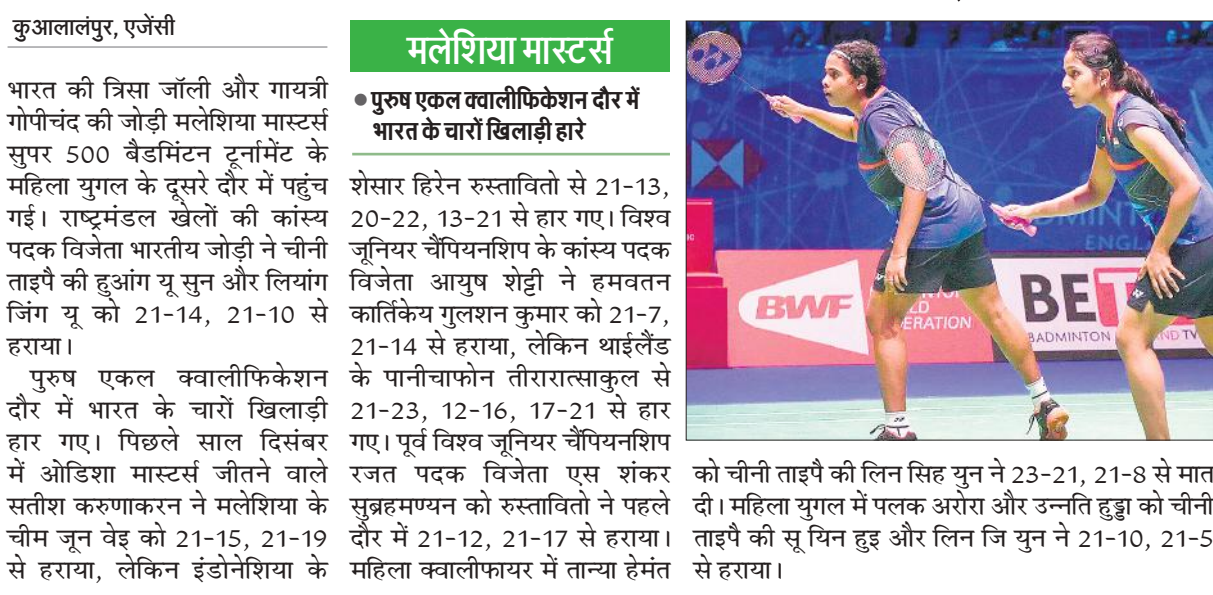 कुआलालंपुर, एजेंसी
भारत की त्रिसा जॉली और गायत्री
गोपीचंद की जोड़ी मलेशिया मास्टर्स
सुपर 500 बैडमिंटन टूर्नामेंट के
महिला युगल के दूसरे दौर में पहुंच
गई। राष्ट्रमंडल खेलों की कांस्य
पदक विजेता भारतीय जोड़ी ने चीनी
ताइपै की हुआंग यू सुन और लियांग
जिंग यू को 21-14, 21-10 से
हराया।
पुरुष एकल क्वालीफिकेशन
दौर में भारत के चारों खिलाड़ी
हार गए। पिछले साल दिसंबर
में ओडिशा मास्टर्स जीतने वाले
सतीश करुणाकरन ने मलेशिया के
चीम जून वेइ को 21-15, 21-19
से हराया, लेकिन इंडोनेशिया के
मलेशिया मास्टर्स
● पुरुष एकल क्वालीफिकेशन दौर में
भारत के चारों खिलाड़ी हारे
शेसार हिरेन रुस्तावितो से 21-13,
20-22, 13-21 से हार गए। विश्व
जूनियर चैंपियनशिप के कांस्य पदक
विजेता आयुष शेट्टी ने हमवतन
कार्तिकेय गुलशन कुमार को 21-7,
21-14 से हराया, लेकिन थाईलैंड
के पानीचाफोन तीरारात्साकुल से
21-23, 12-16, 17-21 से हार
गए। पूर्व विश्व जूनियर चैंपियनशिप
रजत पदक विजेता एस शंकर
सुब्रहमण्यन को रुस्तावितो ने पहले
दौर में 21-12, 21-17 से हराया।
महिला क्वालीफायर में तान्या हेमंत
को चीनी ताइपै की लिन सिह युन ने 23-21, 21-8 से मात
दी। महिला युगल में पलक अरोरा और उन्नति हुड्डा को चीनी
ताइपै की सू यिन हुइ और लिन जि युन ने 21-10, 21-5
से हराया।
BWF
ERATION
BE
BADMINTON
ENGLA
TV